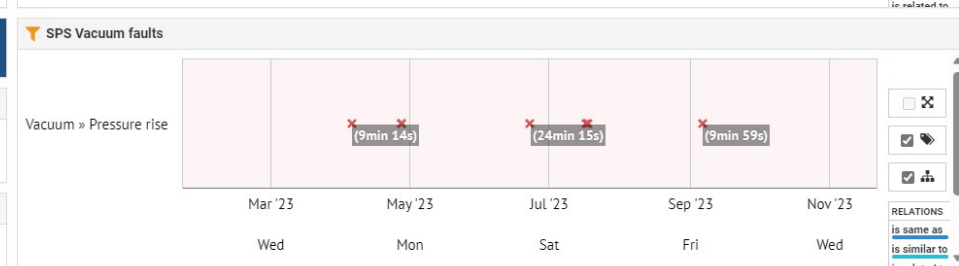 is related to
SPS Vacuum faults
Vacuum » Pressure rise
(9min 14s)
(24min 15s)
(9min 59s)
Mar '23
May '23
Jul '23
Sep '23
Nov '23
Wed
Mon
Sat
Fri
Wed
RELATIONS
is same as
is similar to